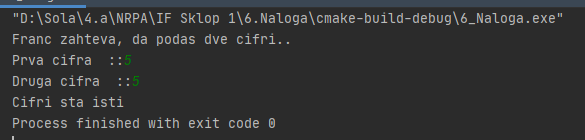 "D:\Sola\4.a\NRPA\IF Sklop 1\6.Naloga\cmake-build-debug\6_Naloga.exe"
Franc zahteva, da podas dve cifri..
Prva cifra  ::5
Druga cifra  ::5
Cifri sta isti
Process finished with exit code 0